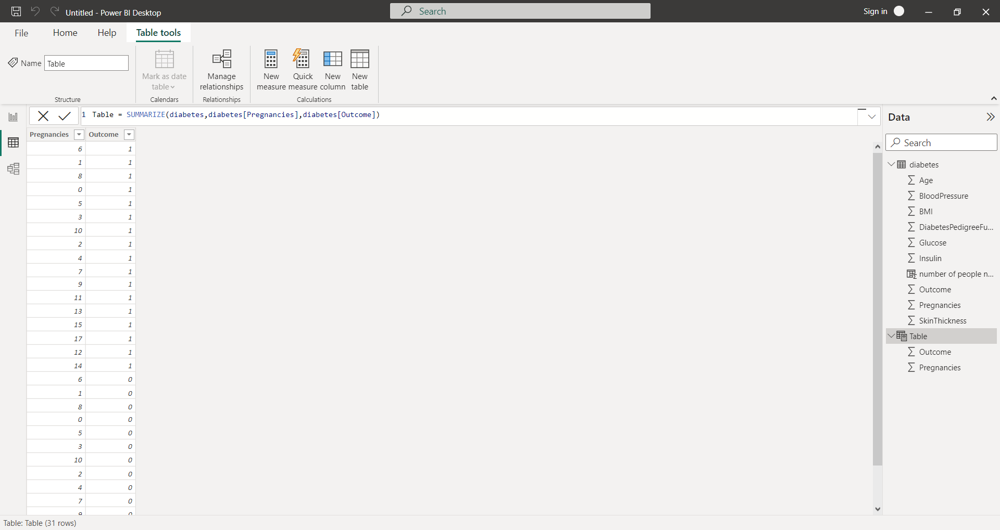 Untitled - Power BI Desktop
Search
Sign in
File
Home
Help
Table tools
Name
Table
Mark as date
table
Manage
relationships
New
measure
Quick
measure
New
column
New
table
Structure
Calendars
Relationships
Calculations
1 Table = SUMMARIZE(diabetes,diabetes[Pregnancies],diabetes[Outcome])
Pregnancies Outcome
6 1
1 1
8 1
0 1
5 1
3 1
10 1
2 1
4 1
7 1
9 1
11 1
13 1
15 1
17 1
12 1
14 1
6 0
1 0
8 0
0 0
5 0
3 0
10 0
2 0
4 0
7 0
9 0
Data
Search
diabetes
Age
BloodPressure
BMI
DiabetesPedigreeFu...
Glucose
Insulin
number of people n...
Outcome
Pregnancies
SkinThickness
Table
Outcome
Pregnancies
Table: Table (31 rows)